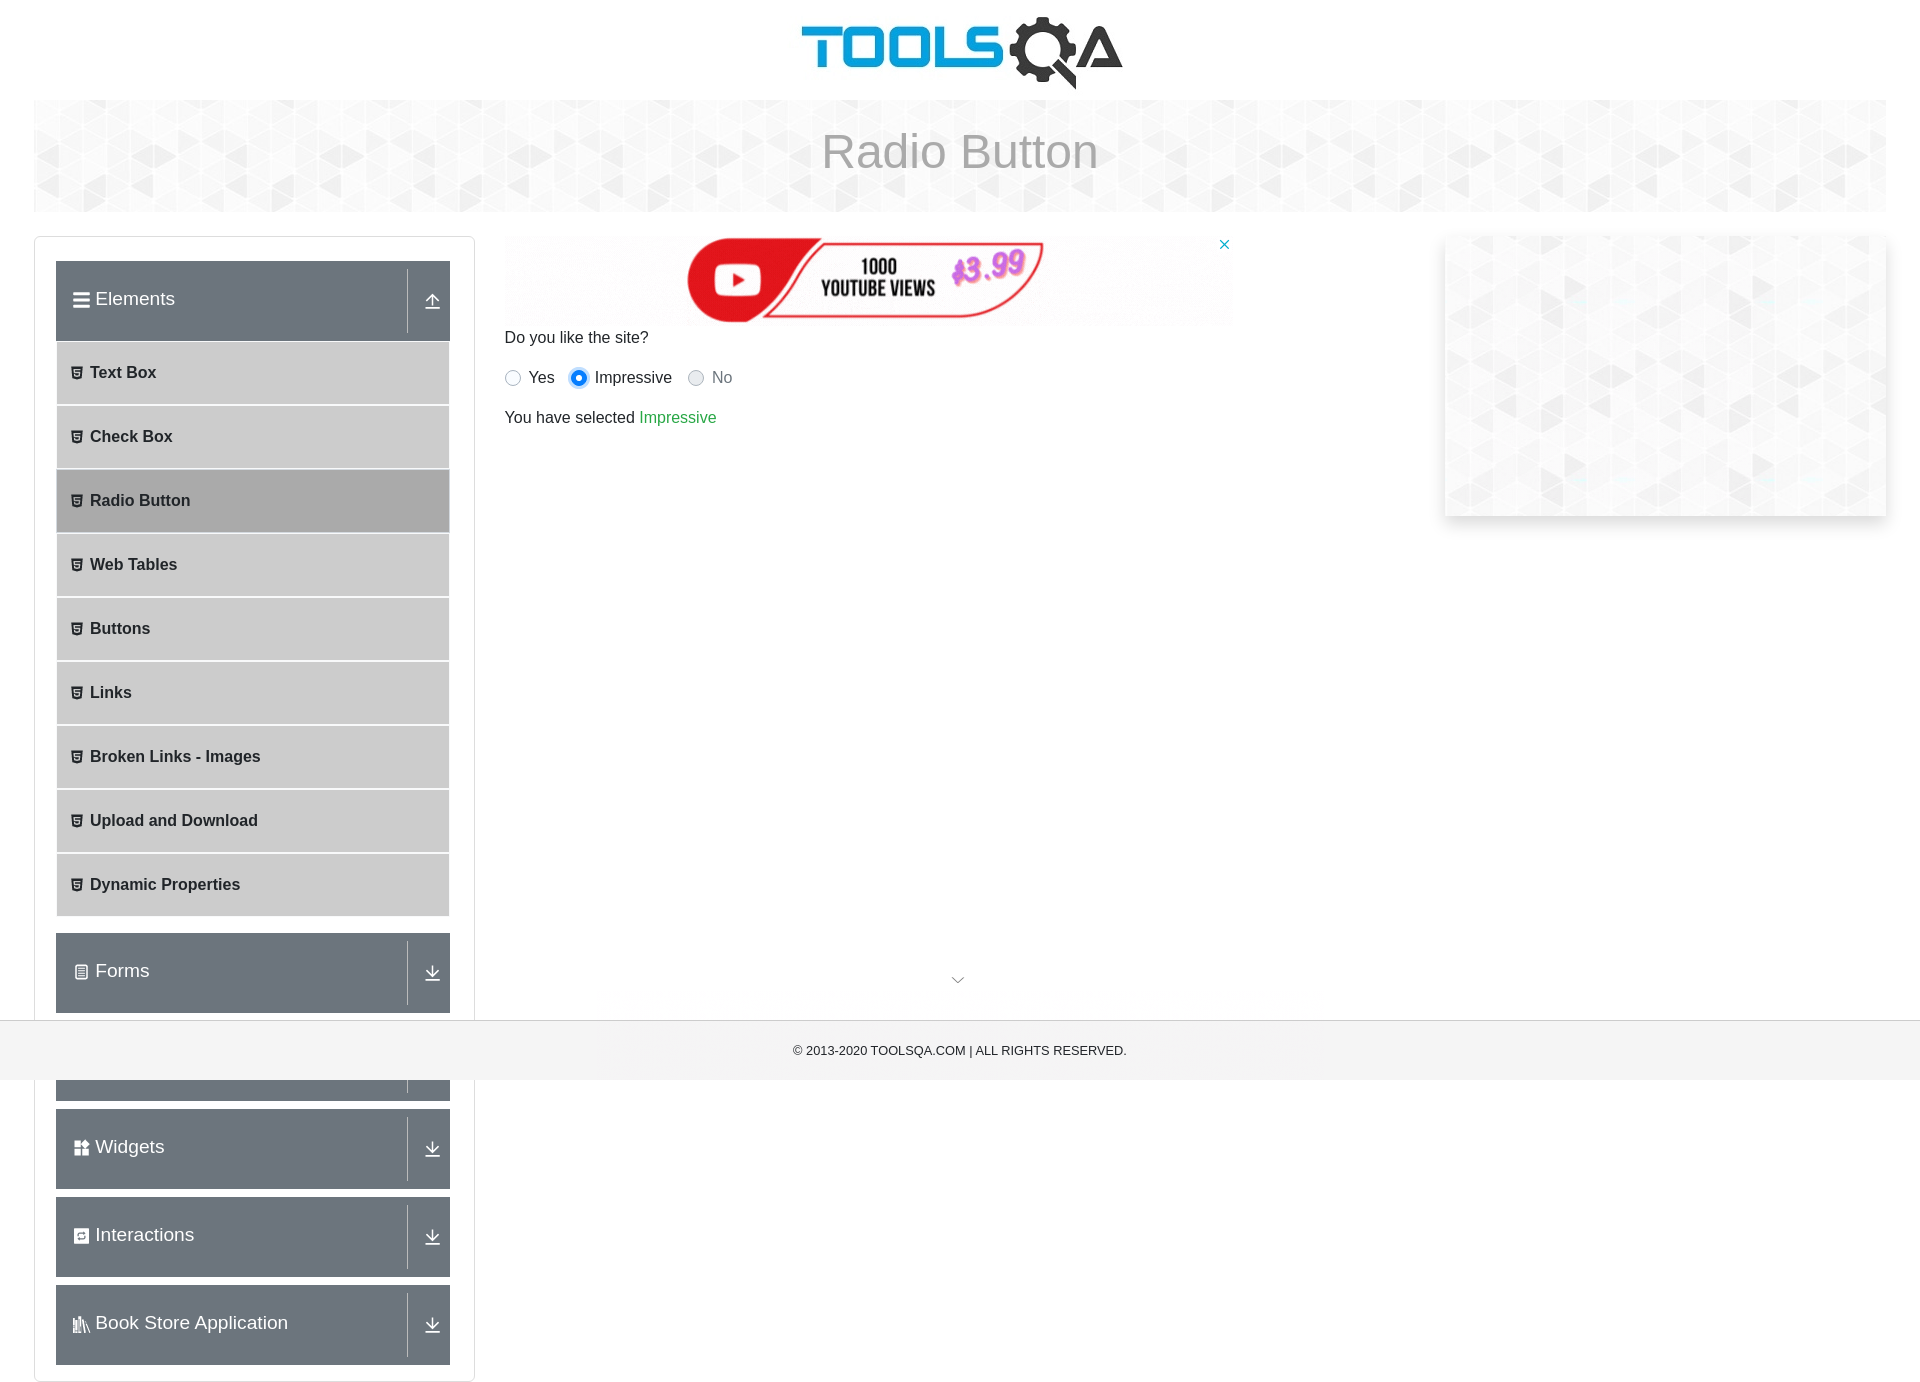 TOOLSQA
Radio Button
Elements
Text Box
Check Box
Radio Button
Web Tables
Buttons
Links
Broken Links - Images
Upload and Download
Dynamic Properties
Forms
Widgets
Interactions
Book Store Application
1000
YOUTUBE VIEWS
$3.99
Do you like the site?
Yes Impressive No
You have selected Impressive
© 2013-2020 TOOLSQA.COM | ALL RIGHTS RESERVED.